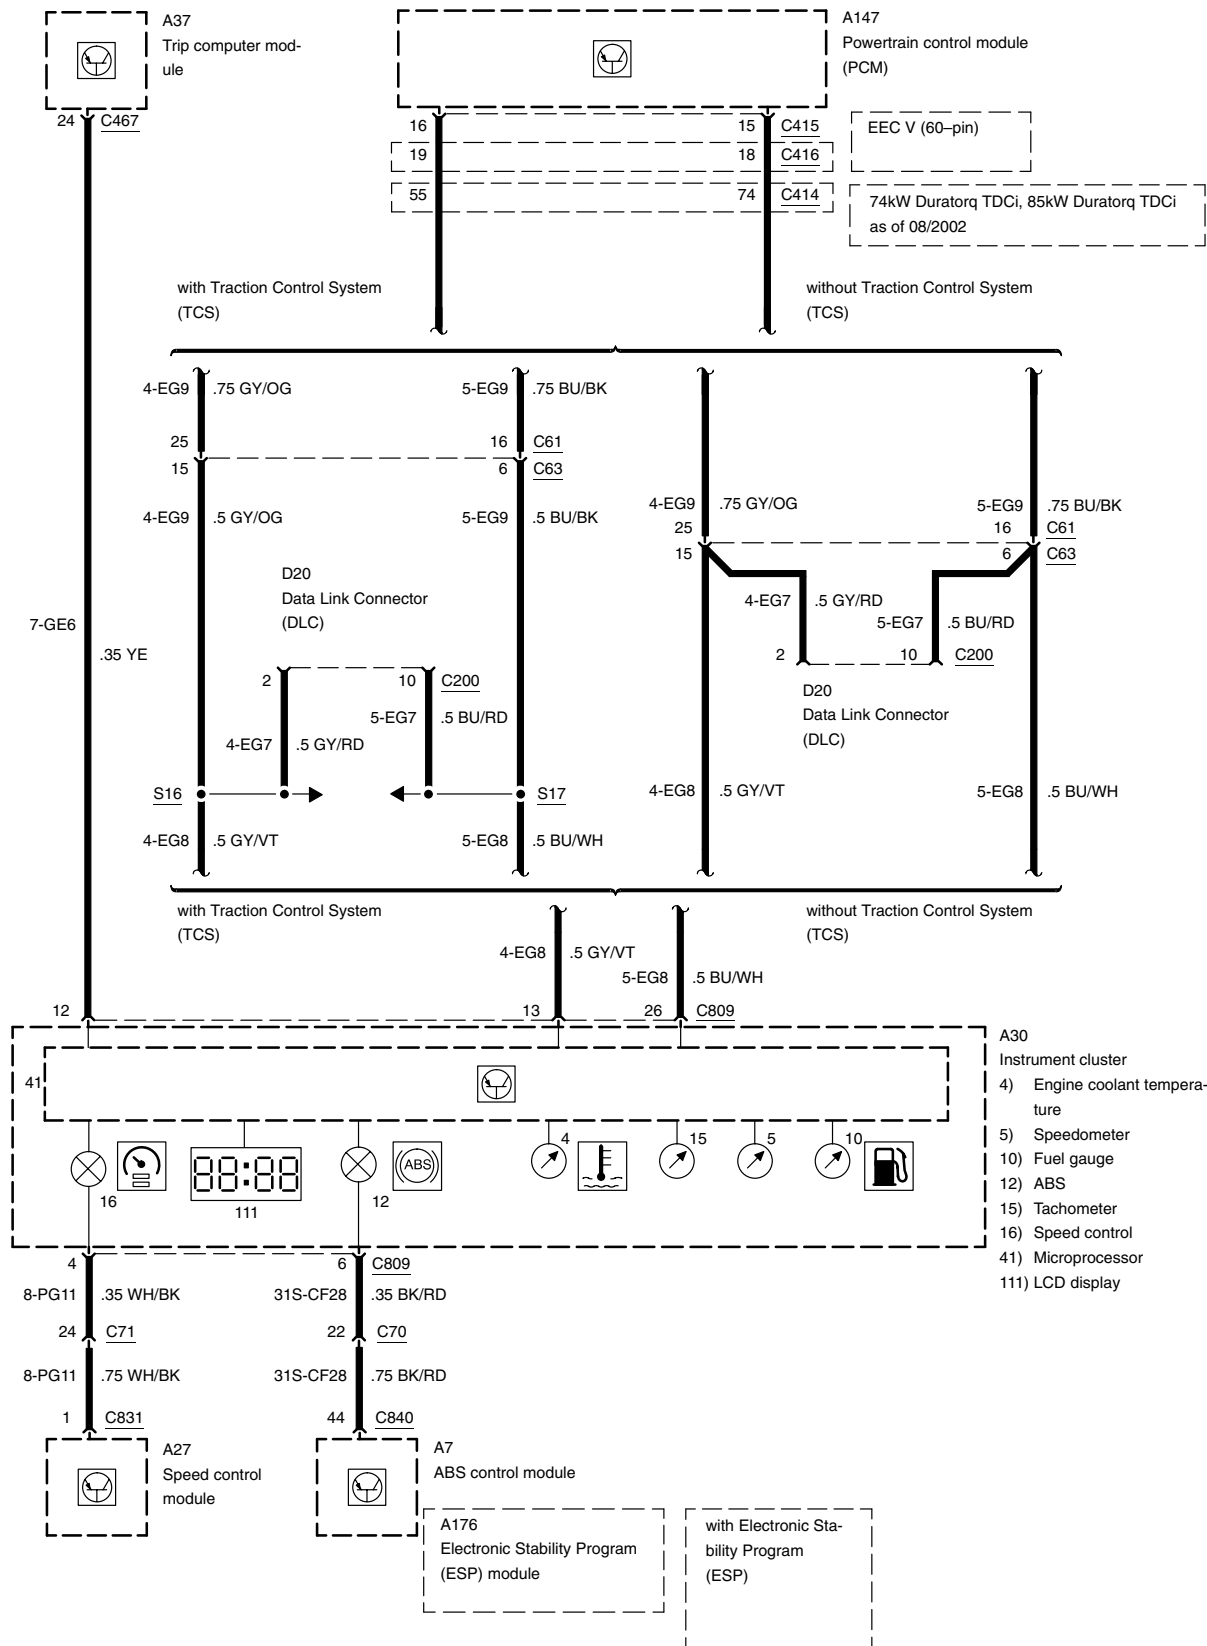 A37
Trip computer mod-
ule
A147
Powertrain control module
(PCM)
24 C467
16 15 C415
EEC V (60–pin)
19 18 C416
55 74 C414
74kW Duratorq TDCi, 85kW Duratorq TDCi
as of 08/2002
with Traction Control System
(TCS)
without Traction Control System
(TCS)
4-EG9 .75 GY/OG 5-EG9 .75 BU/BK
25 16 C61
15 6 C63
4-EG9 .5 GY/OG 5-EG9 .5 BU/BK
4-EG9 .75 GY/OG 5-EG9 .75 BU/BK
25 16 C61
15 6 C63
D20
Data Link Connector
(DLC)
4-EG7 .5 GY/RD
5-EG7 .5 BU/RD
7-GE6
.35 YE
2 10 C200
2 10 C200
D20
Data Link Connector
(DLC)
5-EG7 .5 BU/RD
4-EG7 .5 GY/RD
S16 S17
4-EG8 .5 GY/VT 5-EG8 .5 BU/WH
4-EG8 .5 GY/VT 5-EG8 .5 BU/WH
with Traction Control System
(TCS)
without Traction Control System
(TCS)
4-EG8 .5 GY/VT
5-EG8 .5 BU/WH
12 13 26 C809
A30
Instrument cluster
4) Engine coolant tempera-
ture
5) Speedometer
10) Fuel gauge
12) ABS
15) Tachometer
16) Speed control
41) Microprocessor
111) LCD display
41
4 15 5 10
88:88
ABS
16 111 12
4 6 C809
8-PG11 .35 WH/BK 31S-CF28 .35 BK/RD
24 C71 22 C70
8-PG11 .75 WH/BK 31S-CF28 .75 BK/RD
1 C831 44 C840
A27
Speed control
module
A7
ABS control module
A176
Electronic Stability Program
(ESP) module
with Electronic Sta-
bility Program
(ESP)